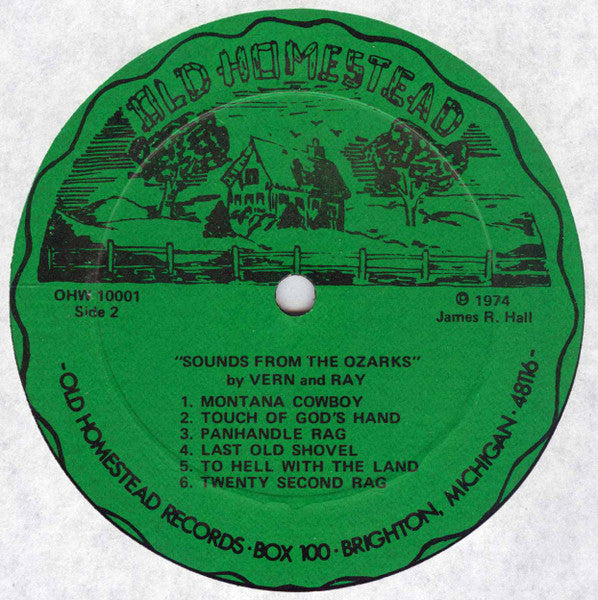 OLD HOMESTEAD
OHW 10001
Side 2
℗ 1974
James R. Hall
"SOUNDS FROM THE OZARKS"
by VERN and RAY
1. MONTANA COWBOY
2. TOUCH OF GOD'S HAND
3. PANHANDLE RAG
4. LAST OLD SHOVEL
5. TO HELL WITH THE LAND
6. TWENTY SECOND RAG
- OLD HOMESTEAD RECORDS · BOX 100 · BRIGHTON, MICHIGAN · 48116 -